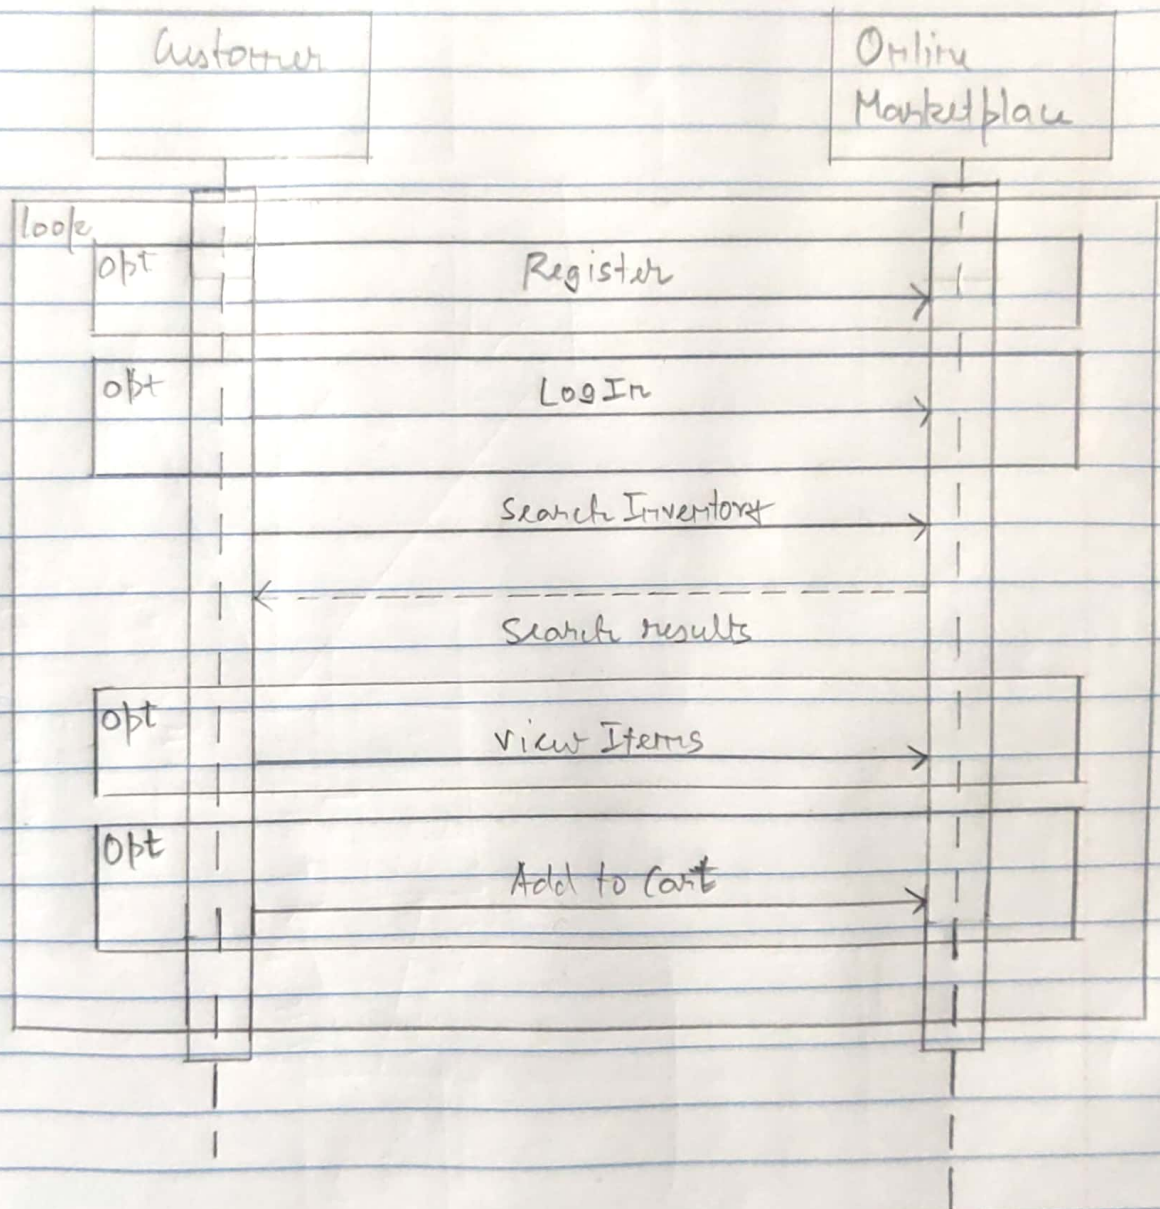 Customer
Online
Marketplace
loop
opt
Register
opt
LogIn
Search Inventory
Search results
opt
View Items
opt
Add to Cart